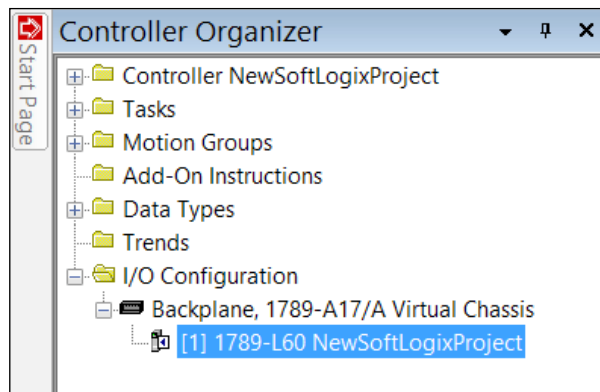 Start Page
Controller Organizer
Controller NewSoftLogixProject
Tasks
Motion Groups
Add-On Instructions
Data Types
Trends
I/O Configuration
Backplane, 1789-A17/A Virtual Chassis
[1] 1789-L60 NewSoftLogixProject